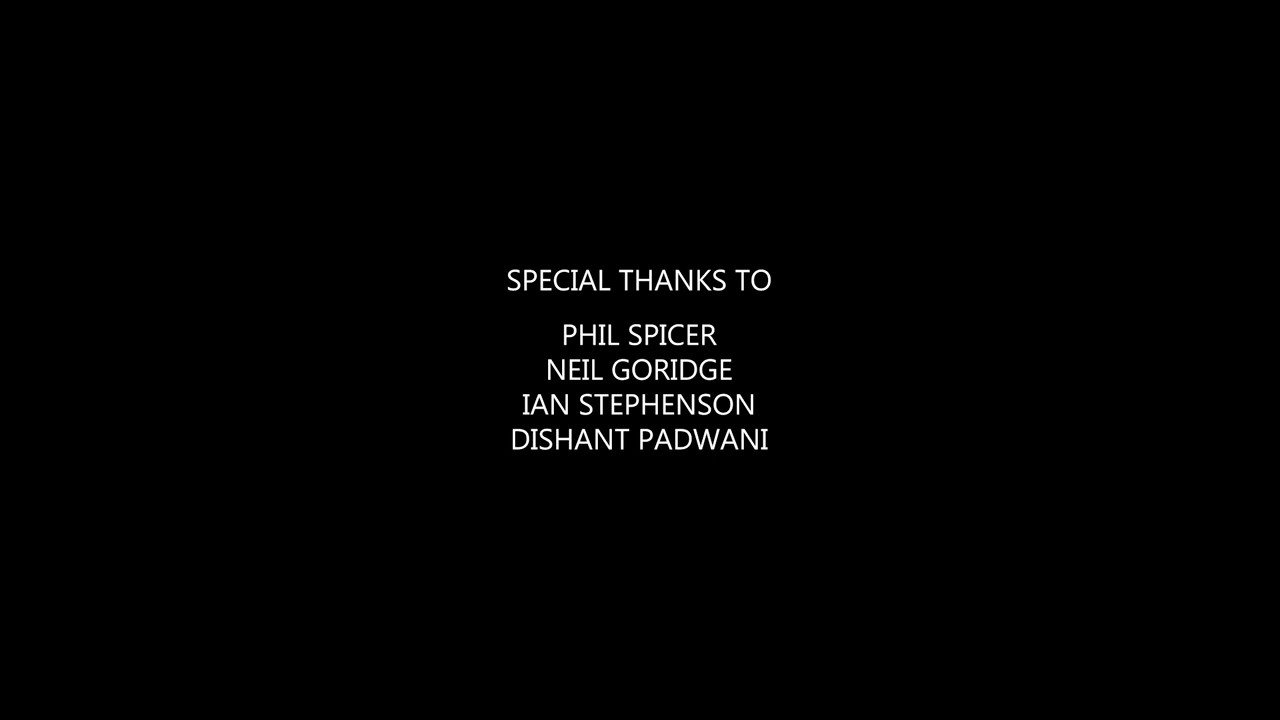 SPECIAL THANKS TO
PHIL SPICER
NEIL GORIDGE
IAN STEPHENSON
DISHANT PADWANI